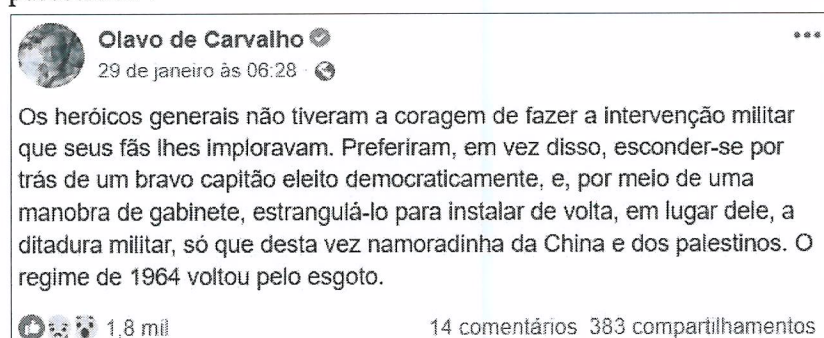 Olavo de Carvalho
29 de janeiro às 06:28 ·
Os heróicos generais não tiveram a coragem de fazer a intervenção militar
que seus fãs lhes imploravam. Preferiram, em vez disso, esconder-se por
trás de um bravo capitão eleito democraticamente, e, por meio de uma
manobra de gabinete, estrangulá-lo para instalar de volta, em lugar dele, a
ditadura militar, só que desta vez namoradinha da China e dos palestinos. O
regime de 1964 voltou pelo esgoto.
1,8 mil 14 comentários 383 compartilhamentos